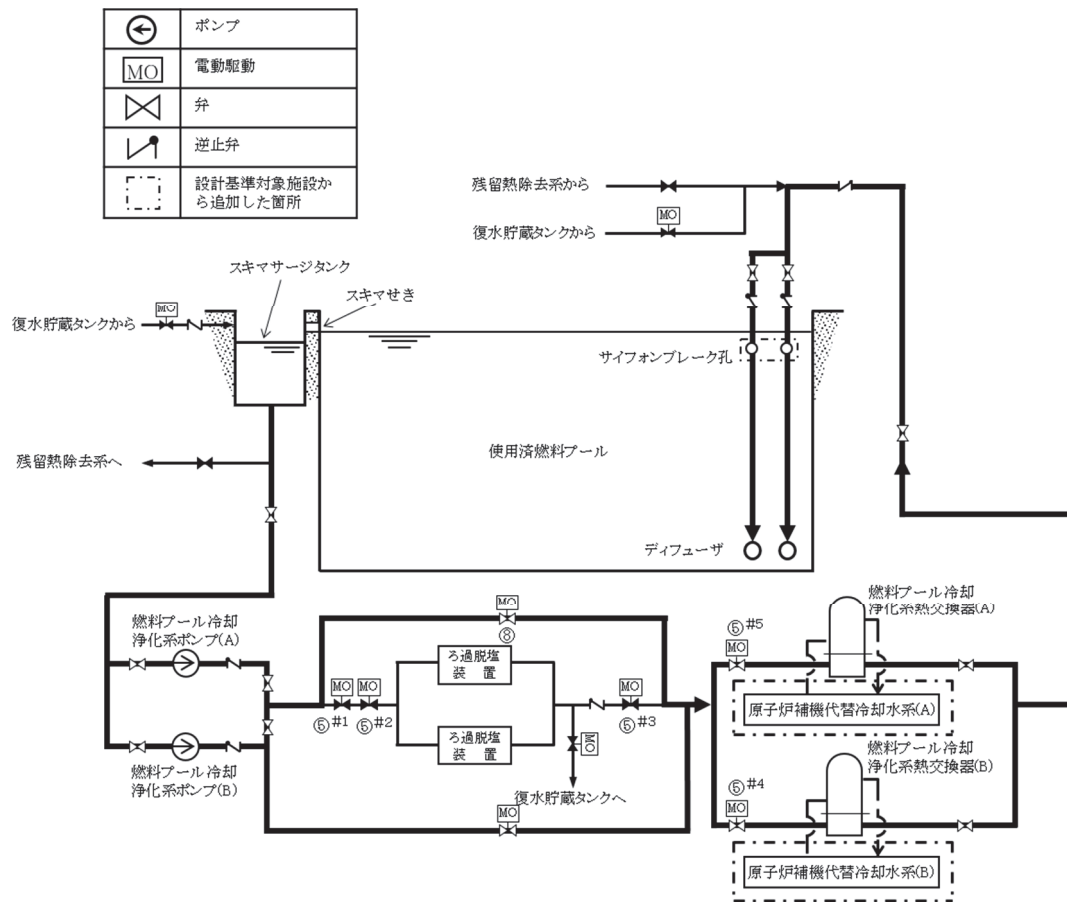 ポンプ
MO
電動駆動
弁
逆止弁
設計基準対象施設か
ら追加した箇所
残留熱除去系から
MO
復水貯蔵タンクから
スキマサージタンク
スキマせき
MO
復水貯蔵タンクから
サイフォンブレーク孔
使用済燃料プール
残留熱除去系へ
ディフューザ
燃料プール冷却
浄化系ポンプ(A)
MO
⑧
ろ過脱塩
装 置
MO
MO
⑤#1
⑤#2
MO
⑤#3
ろ過脱塩
装 置
MO
復水貯蔵タンクへ
MO
燃料プール冷却
浄化系ポンプ(B)
燃料プール冷却
浄化系熱交換器(A)
⑤#5
MO
原子炉補機代替冷却水系(A)
燃料プール冷却
浄化系熱交換器(B)
⑤#4
MO
原子炉補機代替冷却水系(B)